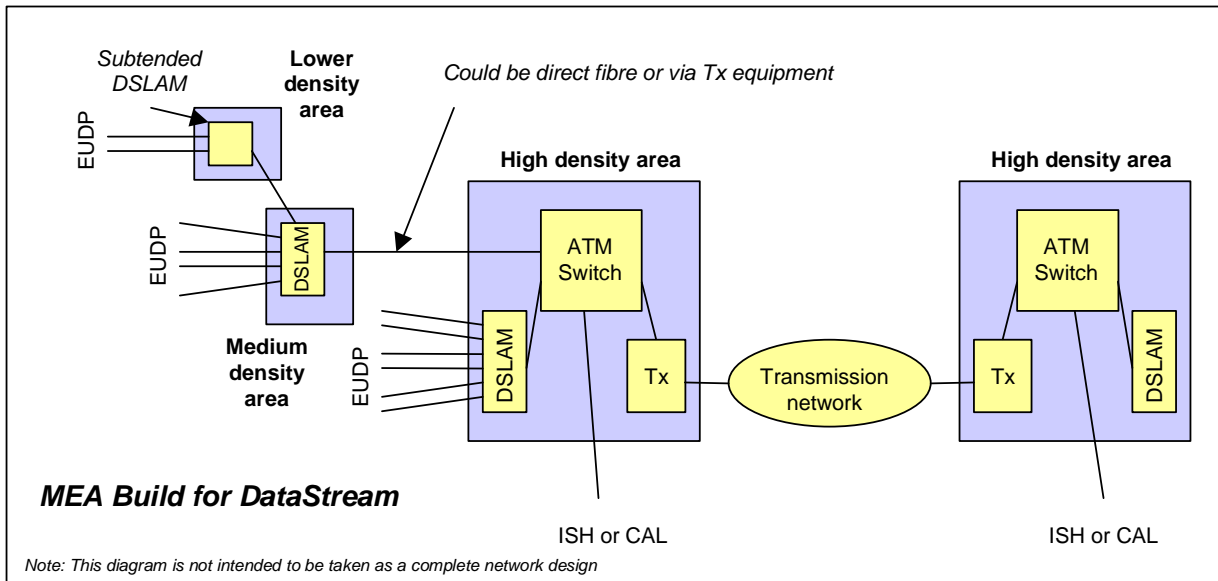 Subtended
DSLAM
Lower
density
area
Could be direct fibre or via Tx equipment
EUDP
High density area
High density area
EUDP
DSLAM
ATM
Switch
ATM
Switch
Medium
density
area
EUDP
DSLAM
Tx
Transmission
network
Tx
DSLAM
MEA Build for DataStream
ISH or CAL
ISH or CAL
Note: This diagram is not intended to be taken as a complete network design